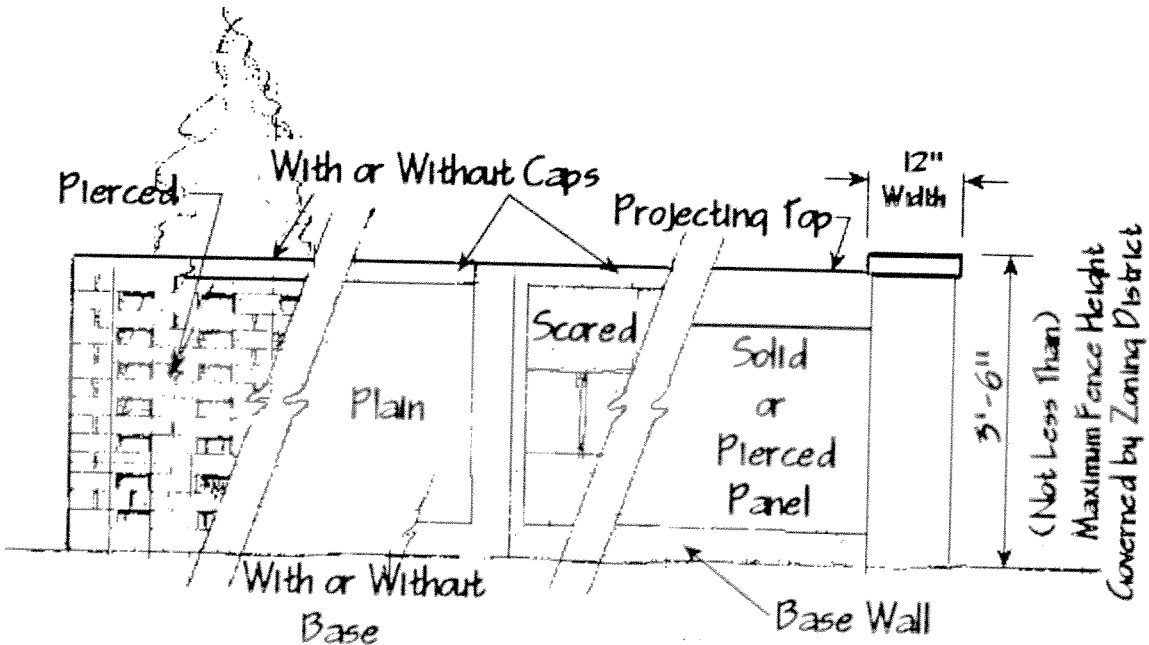 With or Without Caps
Pierced
Projecting Top
12"
Width
Scored
Plain
Solid
or
Pierced
Panel
3'-6"
(Not Less Than)
Maximum Fence Height
Governed by Zoning District
With or Without
Base
Base Wall